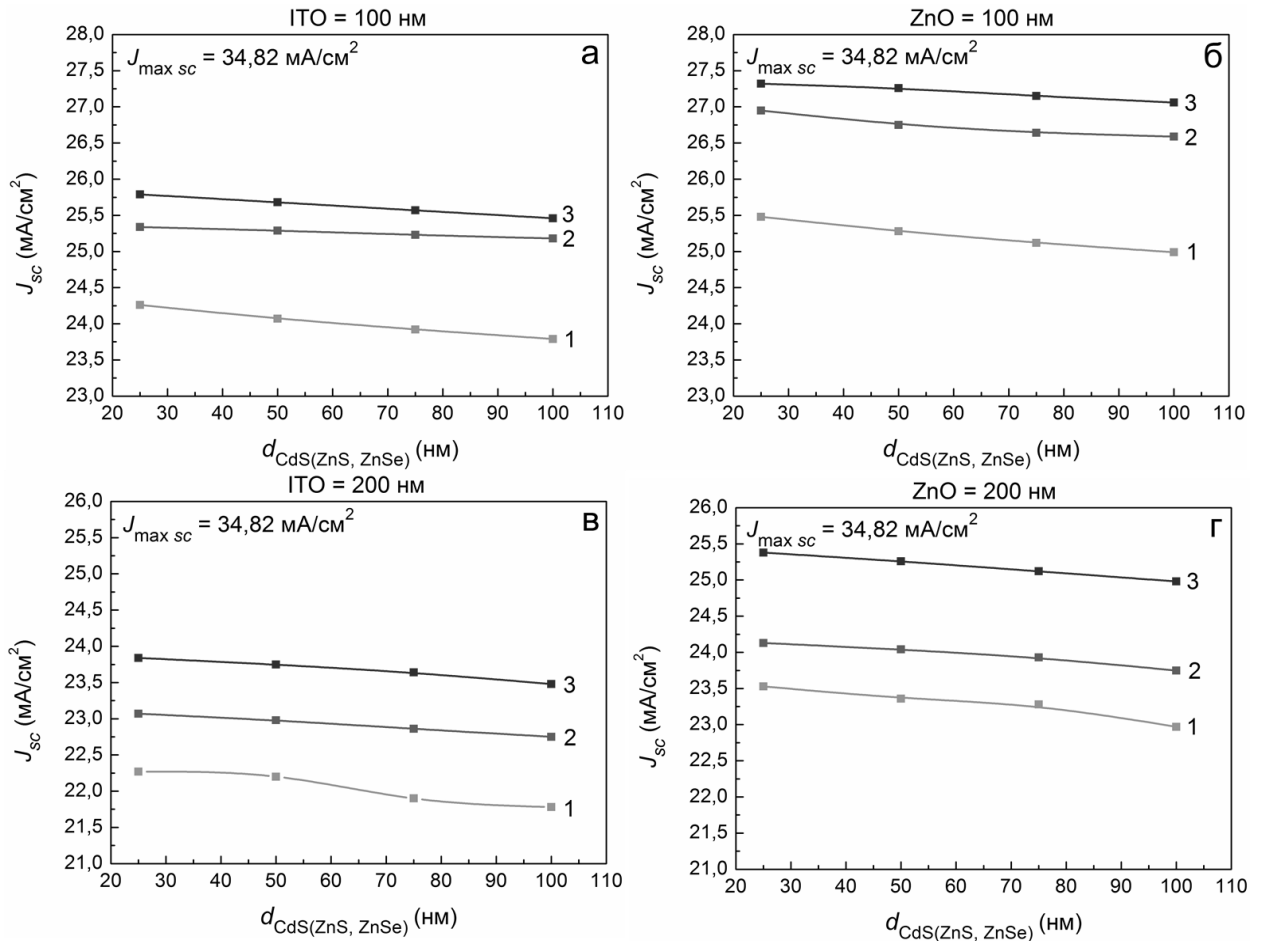 ITO = 100 нм
28,0
27,5
27,0
26,5
26,0
25,5
25,0
24,5
24,0
23,5
23,0
J_sc (мА/см²)
J_max sc = 34,82 мА/см²
а
3
2
1
20 30 40 50 60 70 80 90 100 110
d_CdS(ZnS, ZnSe) (нм)
ZnO = 100 нм
28,0
27,5
27,0
26,5
26,0
25,5
25,0
24,5
24,0
23,5
23,0
J_sc (мА/см²)
J_max sc = 34,82 мА/см²
б
3
2
1
20 30 40 50 60 70 80 90 100 110
d_CdS(ZnS, ZnSe) (нм)
ITO = 200 нм
26,0
25,5
25,0
24,5
24,0
23,5
23,0
22,5
22,0
21,5
21,0
J_sc (мА/см²)
J_max sc = 34,82 мА/см²
в
3
2
1
20 30 40 50 60 70 80 90 100 110
d_CdS(ZnS, ZnSe) (нм)
ZnO = 200 нм
26,0
25,5
25,0
24,5
24,0
23,5
23,0
22,5
22,0
21,5
21,0
J_sc (мА/см²)
J_max sc = 34,82 мА/см²
г
3
2
1
20 30 40 50 60 70 80 90 100 110
d_CdS(ZnS, ZnSe) (нм)